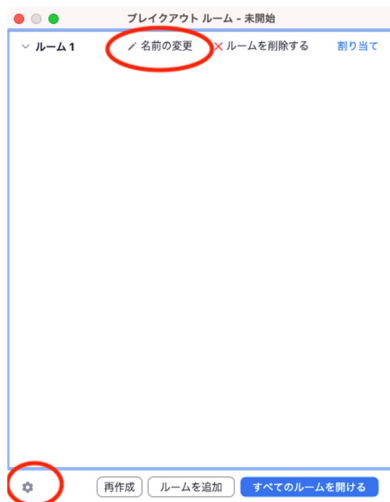 ブレイクアウト ルーム - 未開始
ルーム 1 名前の変更 ルームを削除する 割り当て
再作成 ルームを追加 すべてのルームを開ける